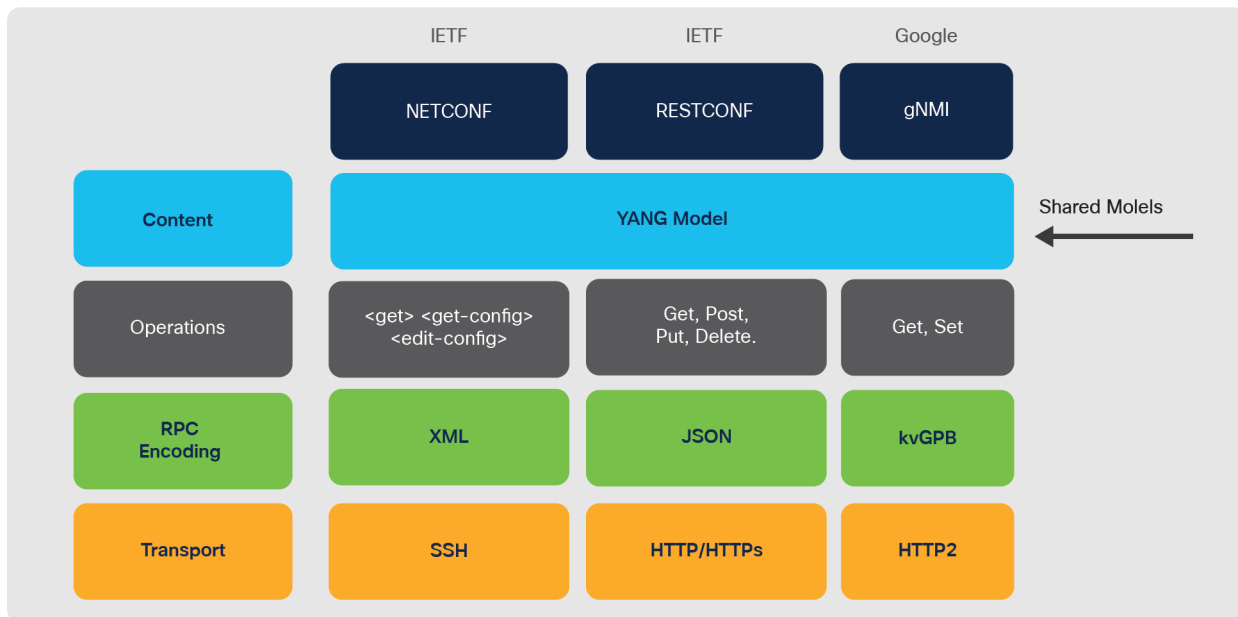 IETF
IETF
Google
NETCONF
RESTCONF
gNMI
Content
YANG Model
Shared Molels
Operations
<get> <get-config>
<edit-config>
Get, Post,
Put, Delete.
Get, Set
RPC
Encoding
XML
JSON
kvGPB
Transport
SSH
HTTP/HTTPs
HTTP2